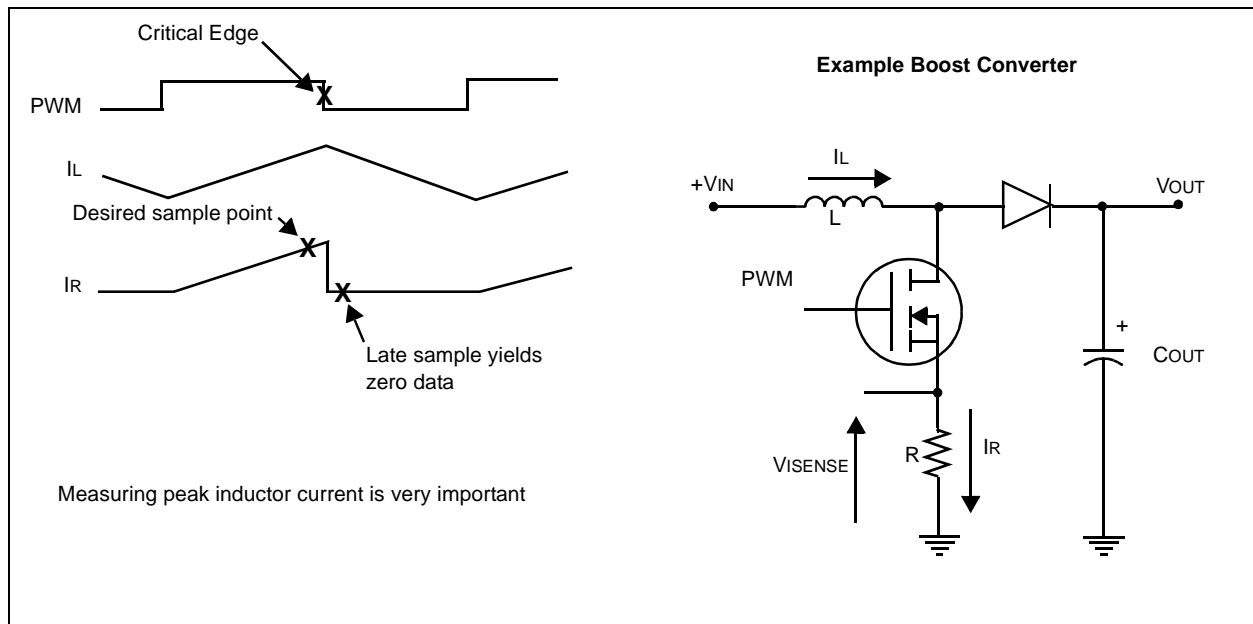 Critical Edge
PWM
IL
Desired sample point
IR
Late sample yields
zero data
Measuring peak inductor current is very important
Example Boost Converter
IL
+VIN
L
VOUT
PWM
+
COUT
VISENSE
R
IR